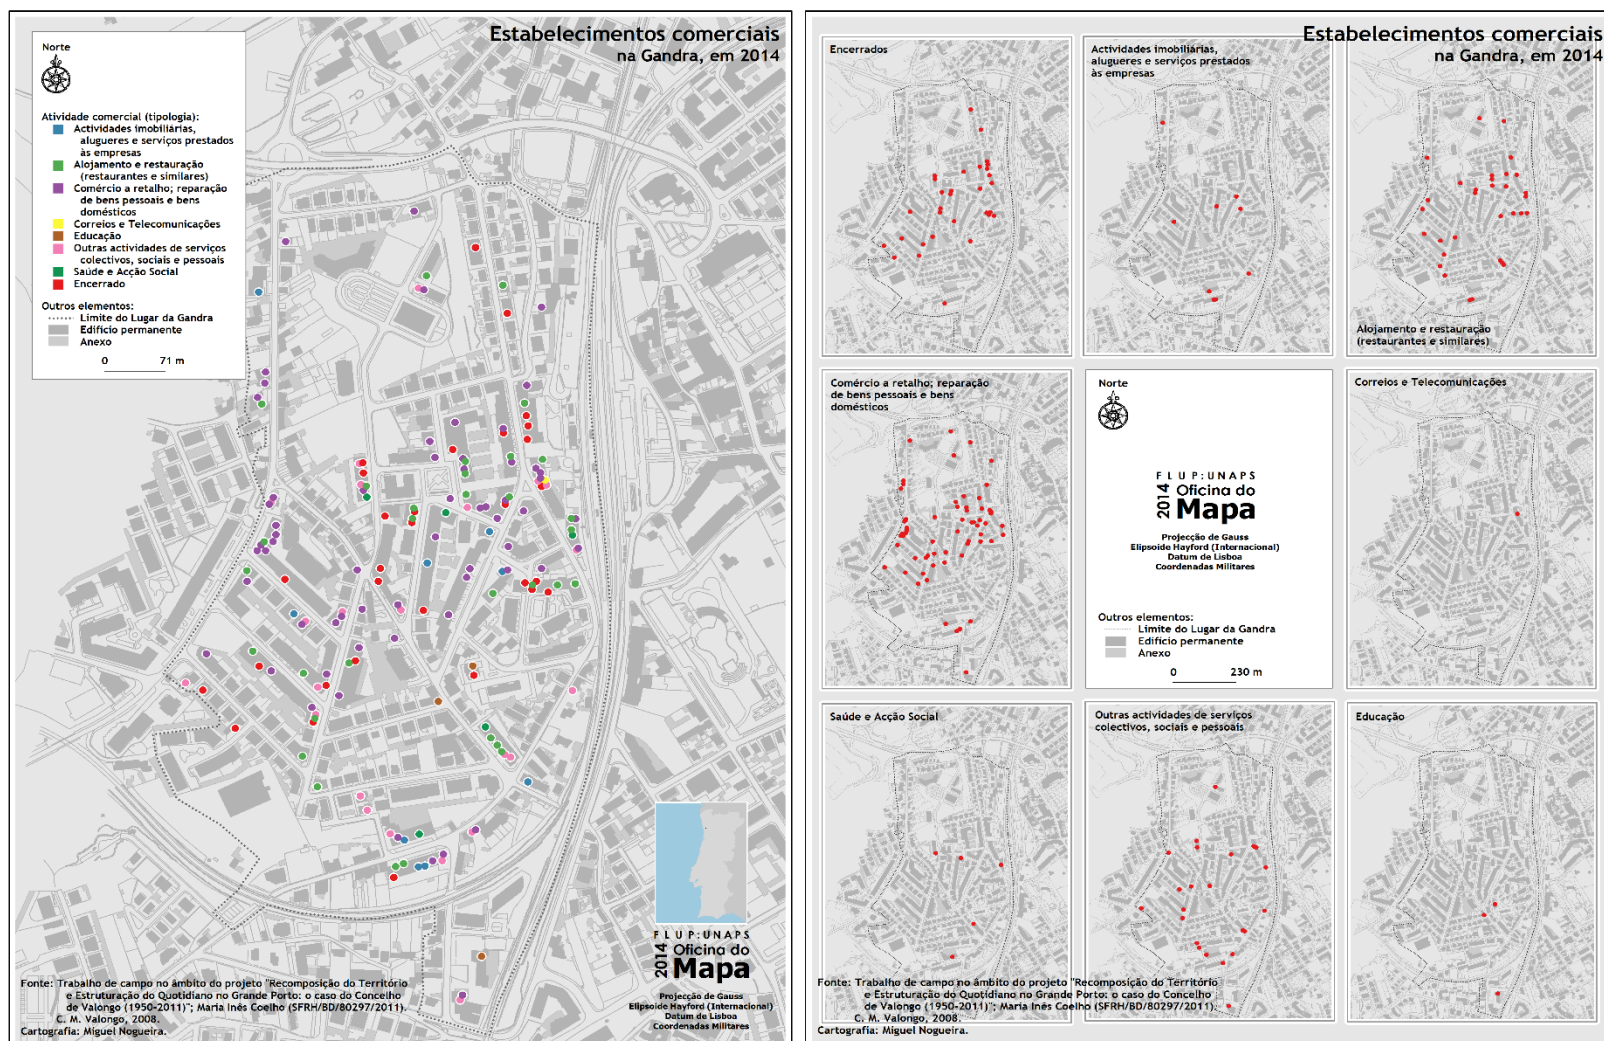 Estabelecimentos comerciais
na Gandra, em 2014
Norte
Atividade comercial (tipologia):
Actividades imobiliárias,
alugueres e serviços prestados
às empresas
Alojamento e restauração
(restaurantes e similares)
Comércio a retalho; reparação
de bens pessoais e bens
domésticos
Correios e Telecomunicações
Educação
Outras actividades de serviços
colectivos, sociais e pessoais
Saúde e Acção Social
Encerrado
Outros elementos:
Limite do Lugar da Gandra
Edifício permanente
Anexo
0 71 m
FLUP:UNAPS
2014 Oficina do
Mapa
Projecção de Gauss
Elipsoide Hayford (Internacional)
Datum de Lisboa
Coordenadas Militares
Fonte: Trabalho de campo no âmbito do projeto "Recomposição do Território
e Estruturação do Quotidiano no Grande Porto: o caso do Concelho
de Valongo (1950-2011)"; Maria Inês Coelho (SFRH/BD/80297/2011).
C. M. Valongo, 2008.
Cartografia: Miguel Nogueira.
Estabelecimentos comerciais
na Gandra, em 2014
Encerrados
Actividades imobiliárias,
alugueres e serviços prestados
às empresas
Alojamento e restauração
(restaurantes e similares)
Comércio a retalho; reparação
de bens pessoais e bens
domésticos
Norte
FLUP:UNAPS
2014 Oficina do
Mapa
Projecção de Gauss
Elipsoide Hayford (Internacional)
Datum de Lisboa
Coordenadas Militares
Outros elementos:
Limite do Lugar da Gandra
Edifício permanente
Anexo
0 230 m
Correios e Telecomunicações
Saúde e Acção Social
Outras actividades de serviços
colectivos, sociais e pessoais
Educação
Fonte: Trabalho de campo no âmbito do projeto "Recomposição do Território
e Estruturação do Quotidiano no Grande Porto: o caso do Concelho
de Valongo (1950-2011)"; Maria Inês Coelho (SFRH/BD/80297/2011).
C. M. Valongo, 2008.
Cartografia: Miguel Nogueira.